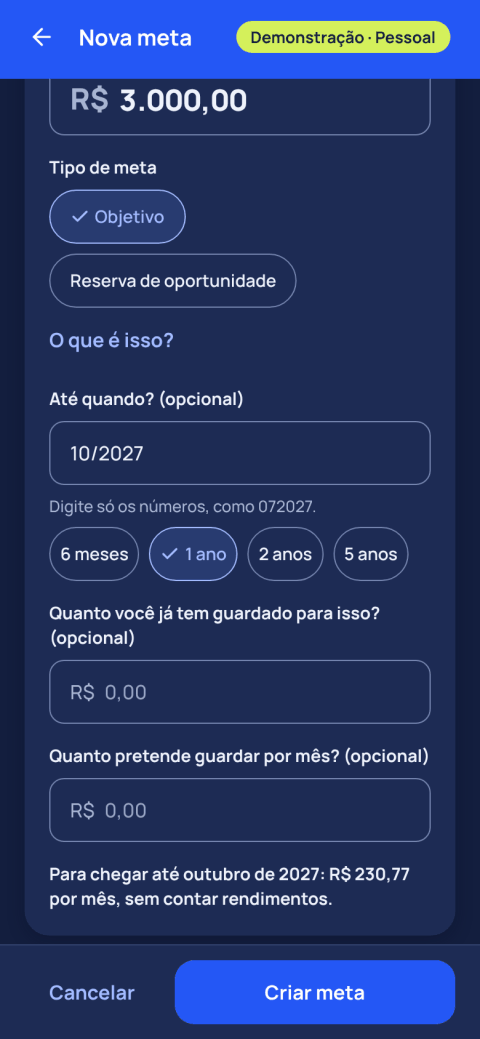 Nova meta
Demonstração · Pessoal
R$ 3.000,00
Tipo de meta
Objetivo
Reserva de oportunidade
O que é isso?
Até quando? (opcional)
10/2027
Digite só os números, como 072027.
6 meses
1 ano
2 anos
5 anos
Quanto você já tem guardado para isso?
(opcional)
R$ 0,00
Quanto pretende guardar por mês? (opcional)
R$ 0,00
Para chegar até outubro de 2027: R$ 230,77
por mês, sem contar rendimentos.
Cancelar
Criar meta